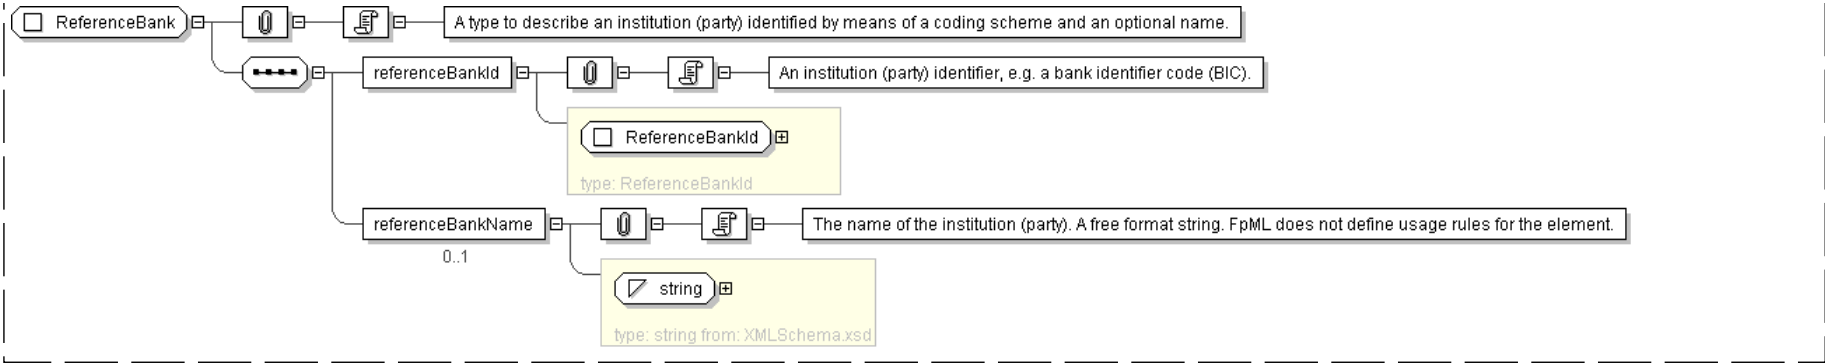 ReferenceBank
A type to describe an institution (party) identified by means of a coding scheme and an optional name.
referenceBankId
An institution (party) identifier, e.g. a bank identifier code (BIC).
ReferenceBankId
type: ReferenceBankId
referenceBankName
The name of the institution (party). A free format string. FpML does not define usage rules for the element.
0..1
string
type: string from: XMLSchema.xsd